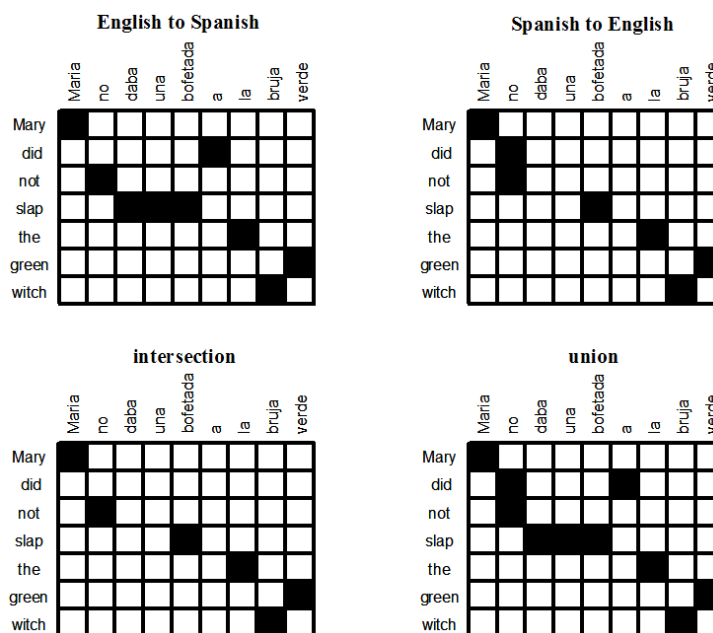 English to Spanish
Maria no daba una bofetada a la bruja verde
Mary
did
not
slap
the
green
witch
Spanish to English
Maria no daba una bofetada a la bruja verde
Mary
did
not
slap
the
green
witch
intersection
Maria no daba una bofetada a la bruja verde
Mary
did
not
slap
the
green
witch
union
Maria no daba una bofetada a la bruja verde
Mary
did
not
slap
the
green
witch